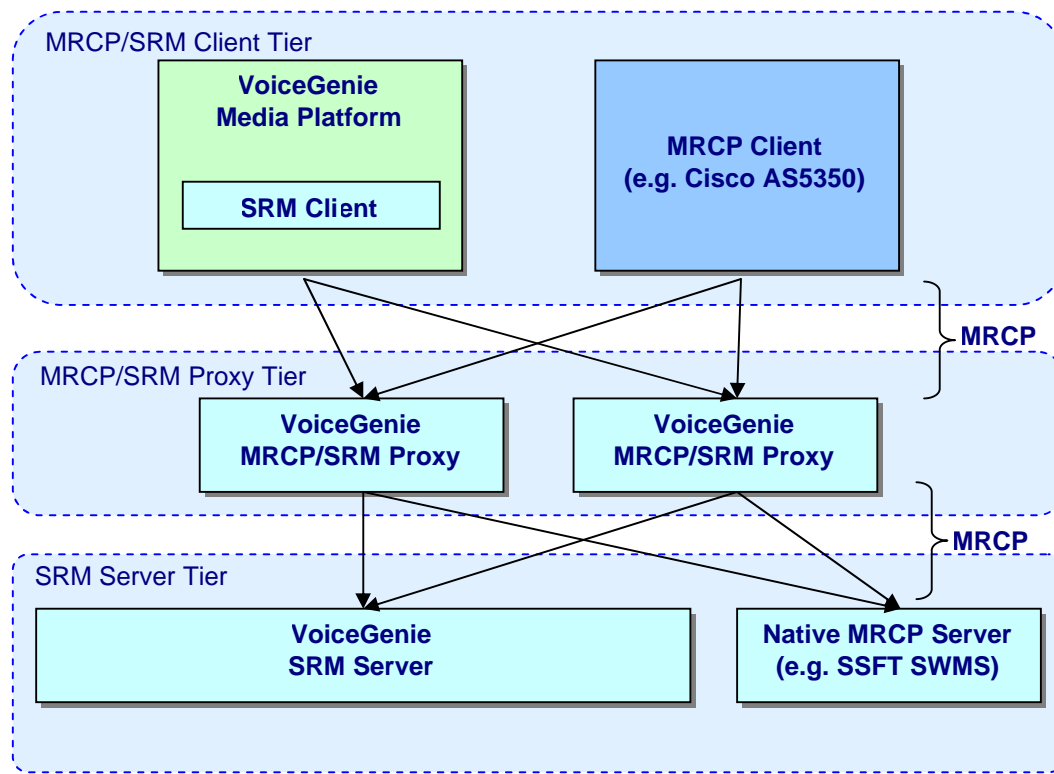 MRCP/SRM Client Tier
VoiceGenie
Media Platform
SRM Client
MRCP Client
(e.g. Cisco AS5350)
MRCP
MRCP/SRM Proxy Tier
VoiceGenie
MRCP/SRM Proxy
VoiceGenie
MRCP/SRM Proxy
MRCP
SRM Server Tier
VoiceGenie
SRM Server
Native MRCP Server
(e.g. SSFT SWMS)